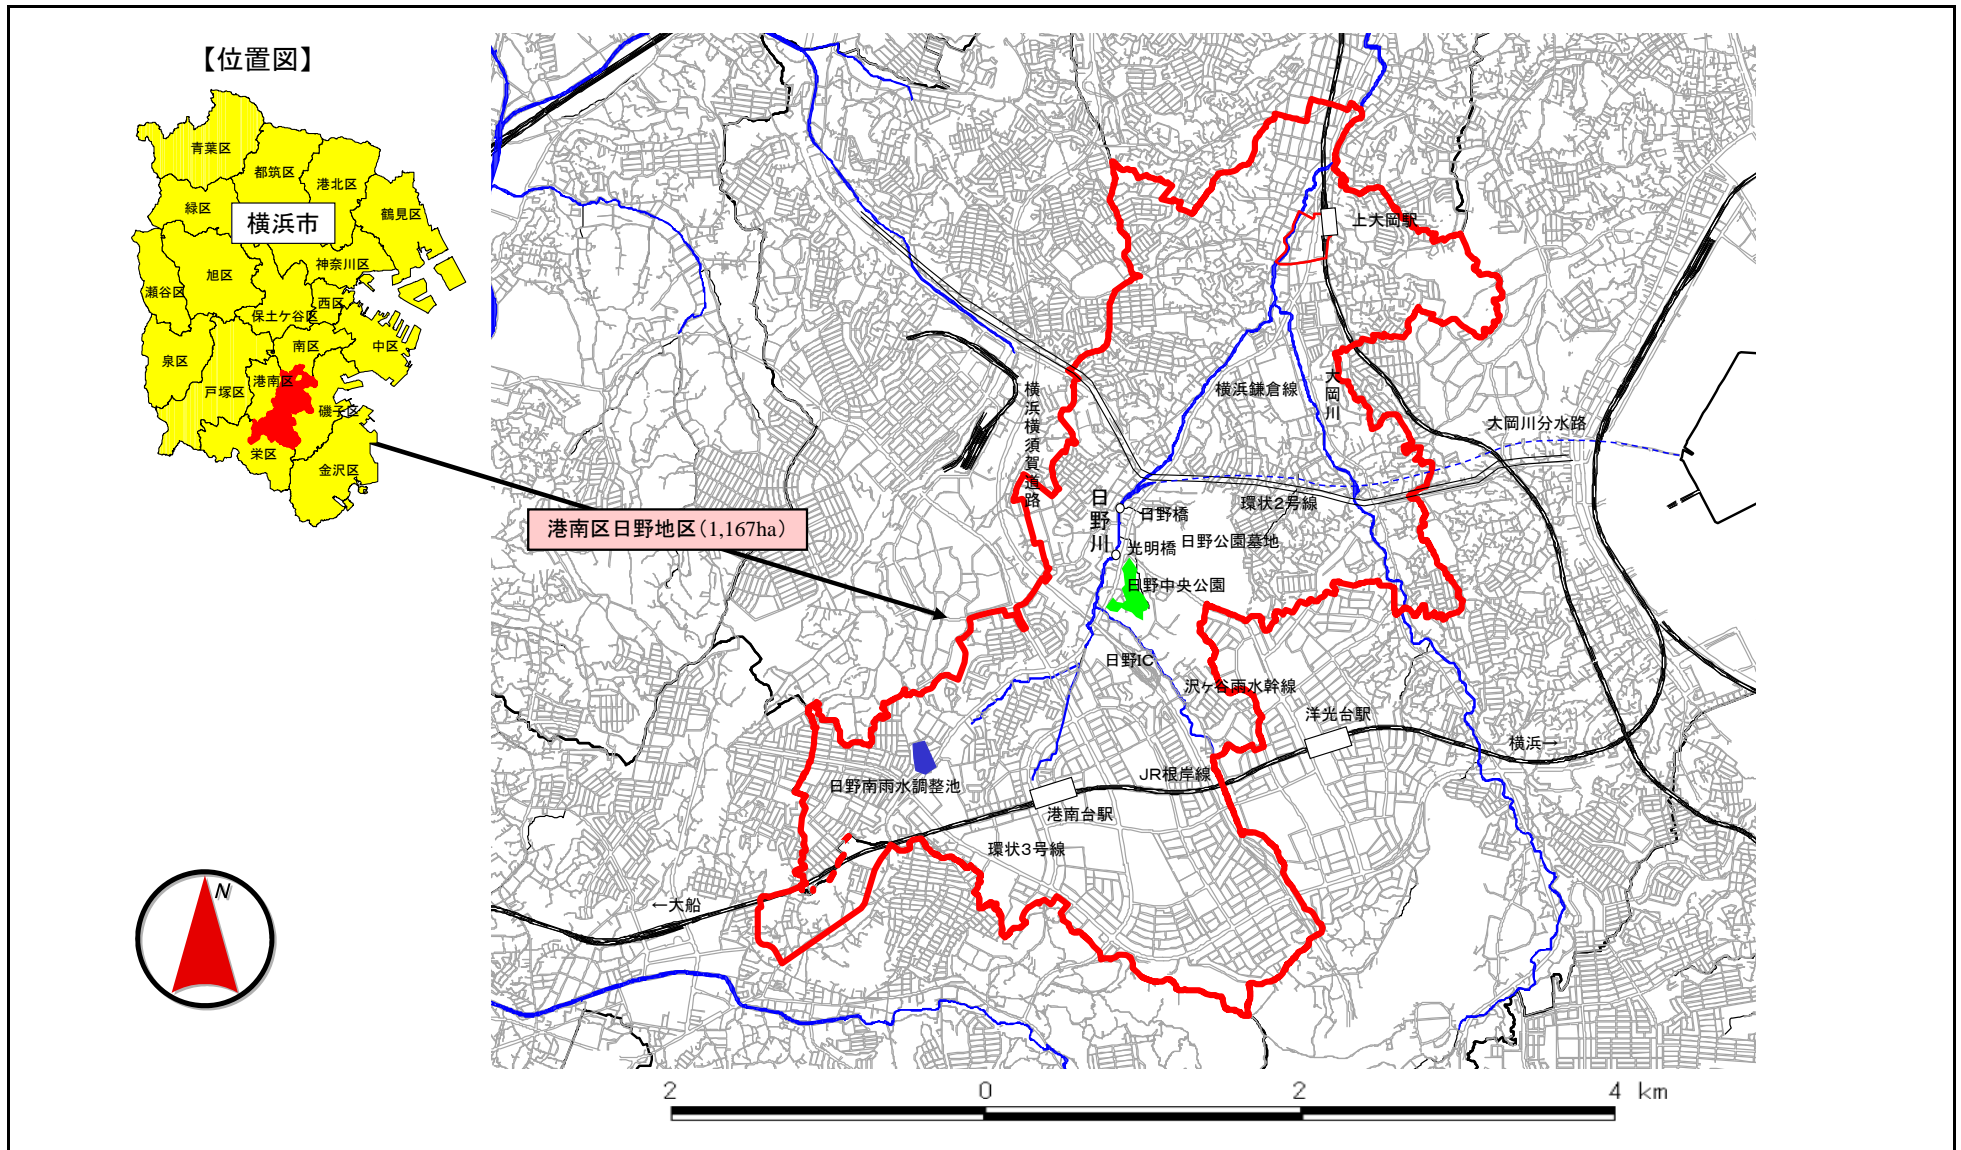 【位置図】
青葉区
都筑区
港北区
緑区
鶴見区
横浜市
神奈川区
旭区
瀬谷区
西区
保土ケ谷区
南区
中区
泉区
港南区
戸塚区
磯子区
栄区
金沢区
港南区日野地区(1,167ha)
上大岡駅
横浜鎌倉線
大岡川
横浜横須賀道路
大岡川分水路
日野川
日野橋
環状2号線
光明橋
日野公園墓地
日野中央公園
日野IC
沢ヶ谷雨水幹線
洋光台駅
横浜→
JR根岸線
日野南雨水調整池
港南台駅
環状3号線
←大船
N
2 0 2 4 km